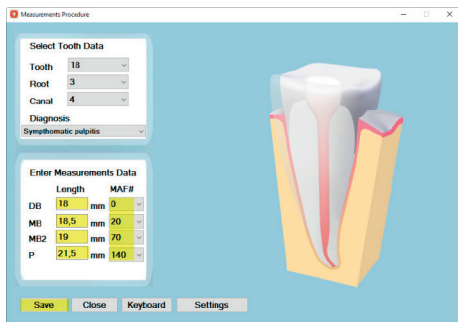 Measurements Procedure
Select Tooth Data
Tooth 18
Root 3
Canal 4
Diagnosis
Sympthomatic pulpitis
Enter Measurements Data
Length MAF#
DB 18 mm 0
MB 18,5 mm 20
MB2 19 mm 70
P 21,5 mm 140
Save Close Keyboard Settings